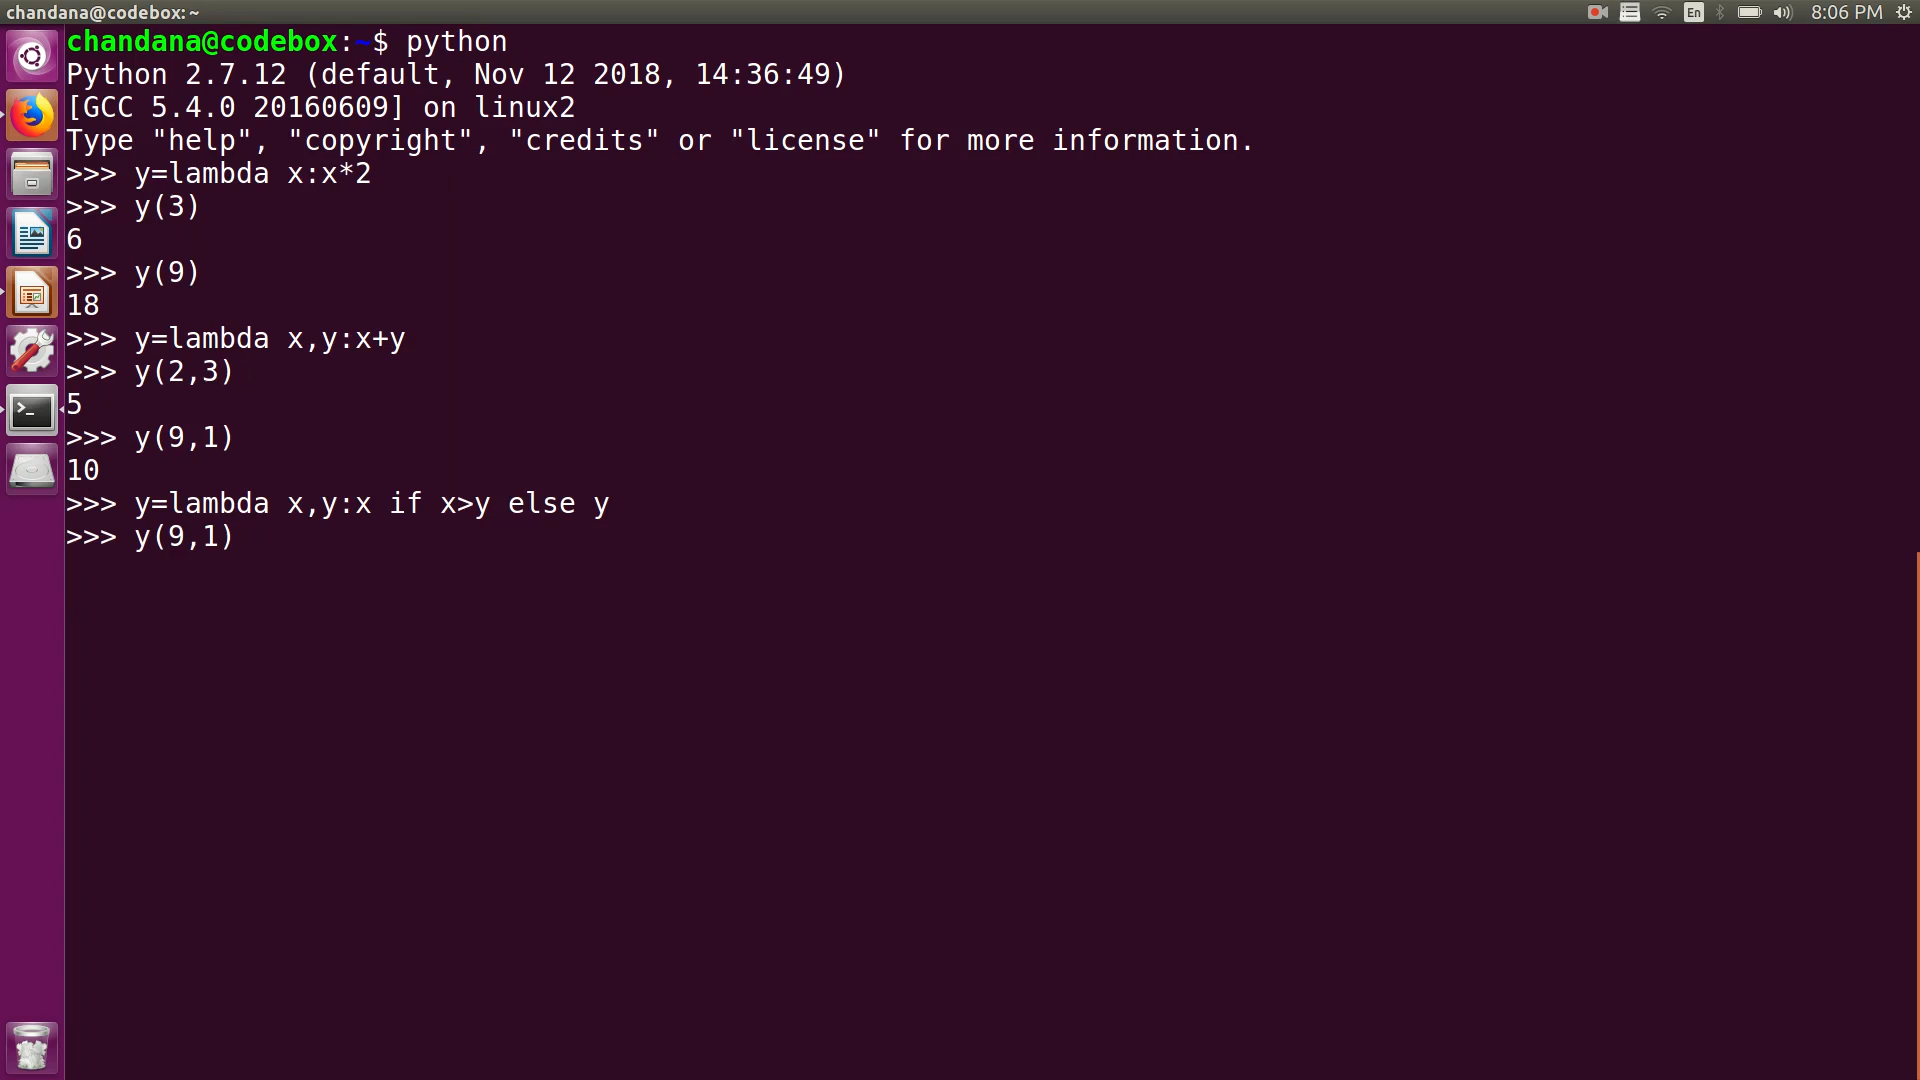 chandana@codebox: ~
En
8:06 PM
chandana@codebox:~$ python
Python 2.7.12 (default, Nov 12 2018, 14:36:49)
[GCC 5.4.0 20160609] on linux2
Type "help", "copyright", "credits" or "license" for more information.
>>> y=lambda x:x*2
>>> y(3)
6
>>> y(9)
18
>>> y=lambda x,y:x+y
>>> y(2,3)
5
>>> y(9,1)
10
>>> y=lambda x,y:x if x>y else y
>>> y(9,1)